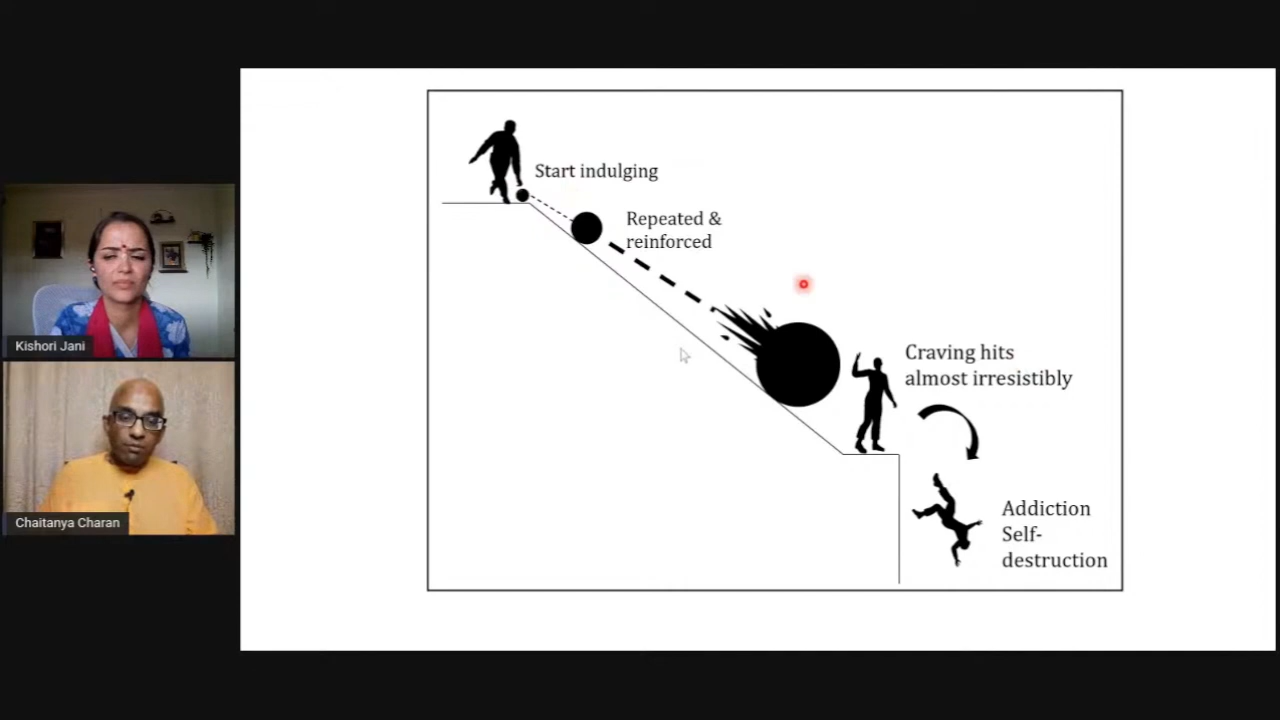 Start indulging
Repeated &
reinforced
Craving hits
almost irresistibly
Addiction
Self-
destruction
Kishori Jani
Chaitanya Charan